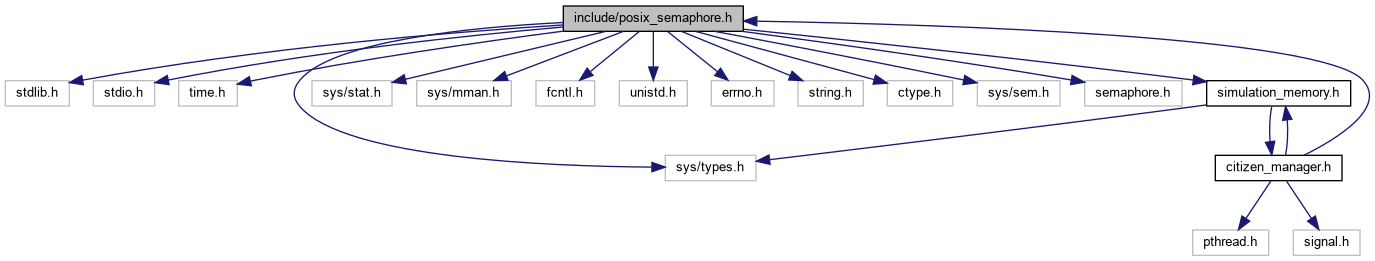 include/posix_semaphore.h
stdlib.h
stdio.h
time.h
sys/stat.h
sys/mman.h
fcntl.h
unistd.h
errno.h
string.h
ctype.h
sys/sem.h
semaphore.h
simulation_memory.h
sys/types.h
citizen_manager.h
pthread.h
signal.h